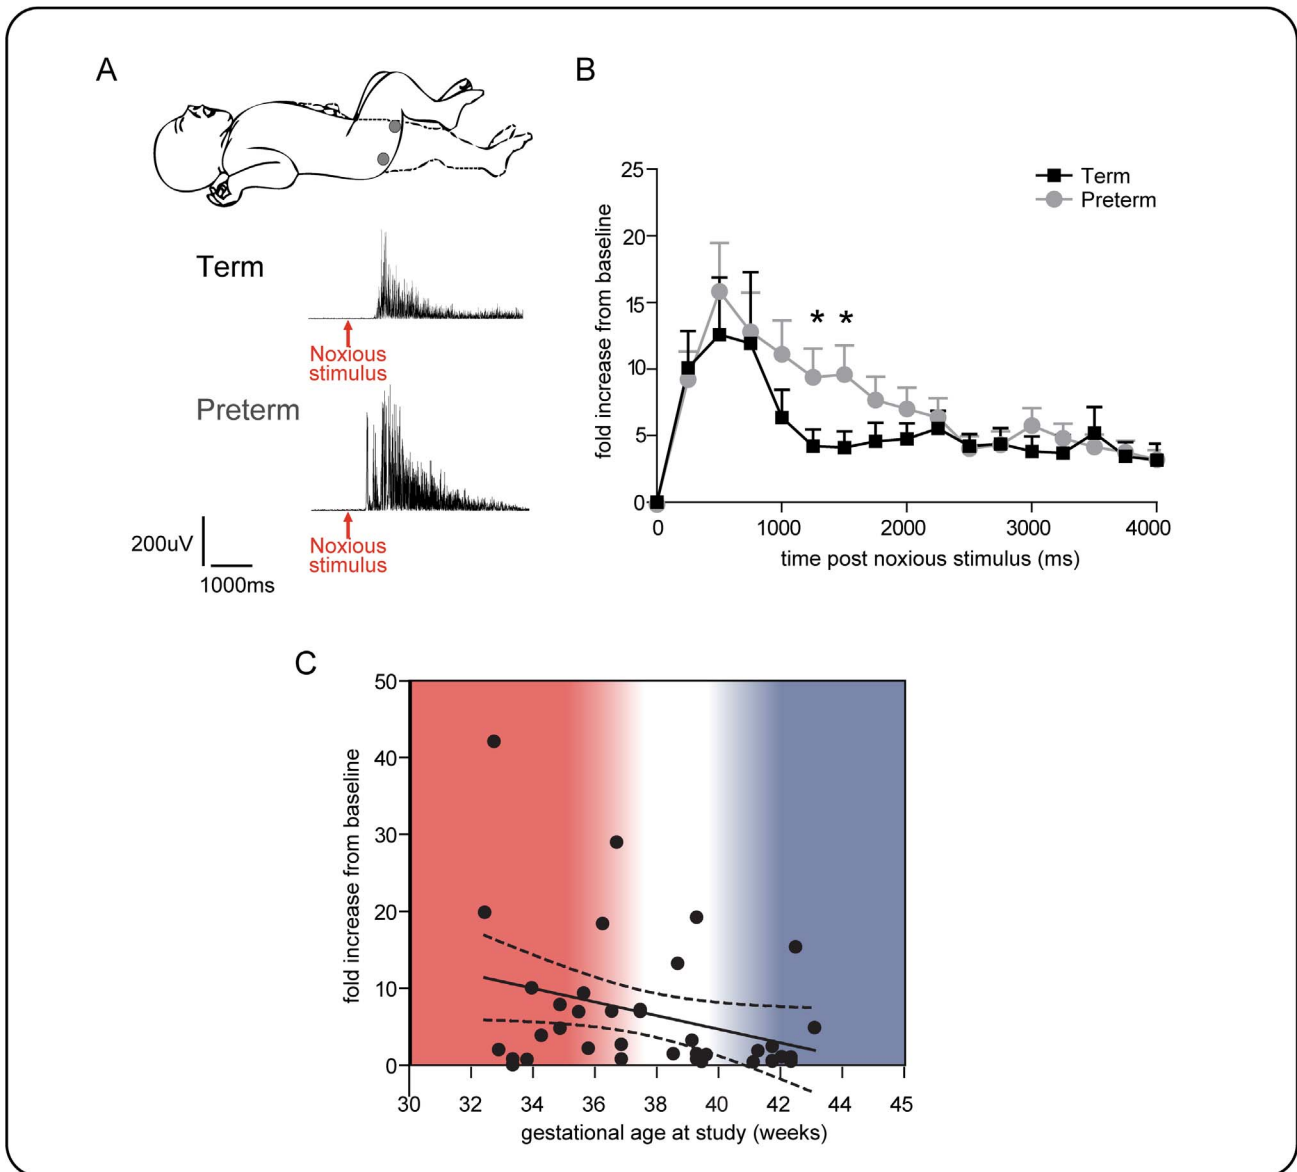 A
Term
Noxious
stimulus
Preterm
Noxious
stimulus
200uV
1000ms
B
25
20
15
10
5
0
fold increase from baseline
Term
Preterm
* *
0 1000 2000 3000 4000
time post noxious stimulus (ms)
C
50
40
30
20
10
0
fold increase from baseline
30 32 34 36 38 40 42 44 45
gestational age at study (weeks)